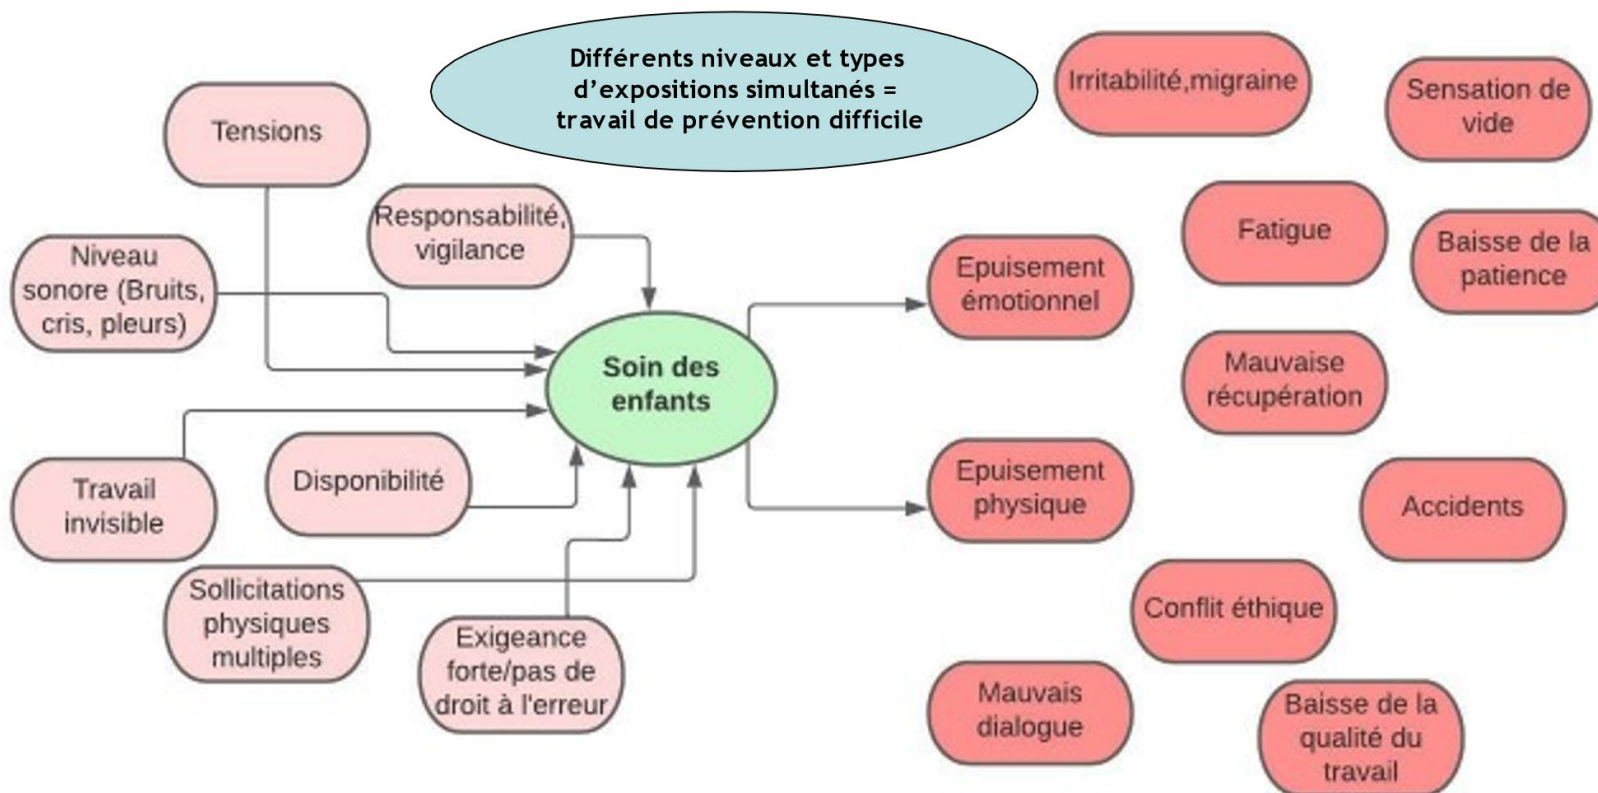 Différents niveaux et types
d'expositions simultanés =
travail de prévention difficile
Irritabilité,migraine
Sensation de
vide
Tensions
Responsabilité,
vigilance
Fatigue
Baisse de la
patience
Niveau
sonore (Bruits,
cris, pleurs)
Epuisement
émotionnel
Soin des
enfants
Mauvaise
récupération
Travail
invisible
Disponibilité
Epuisement
physique
Accidents
Sollicitations
physiques
multiples
Exigeance
forte/pas de
droit à l'erreur
Conflit éthique
Mauvais
dialogue
Baisse de la
qualité du
travail